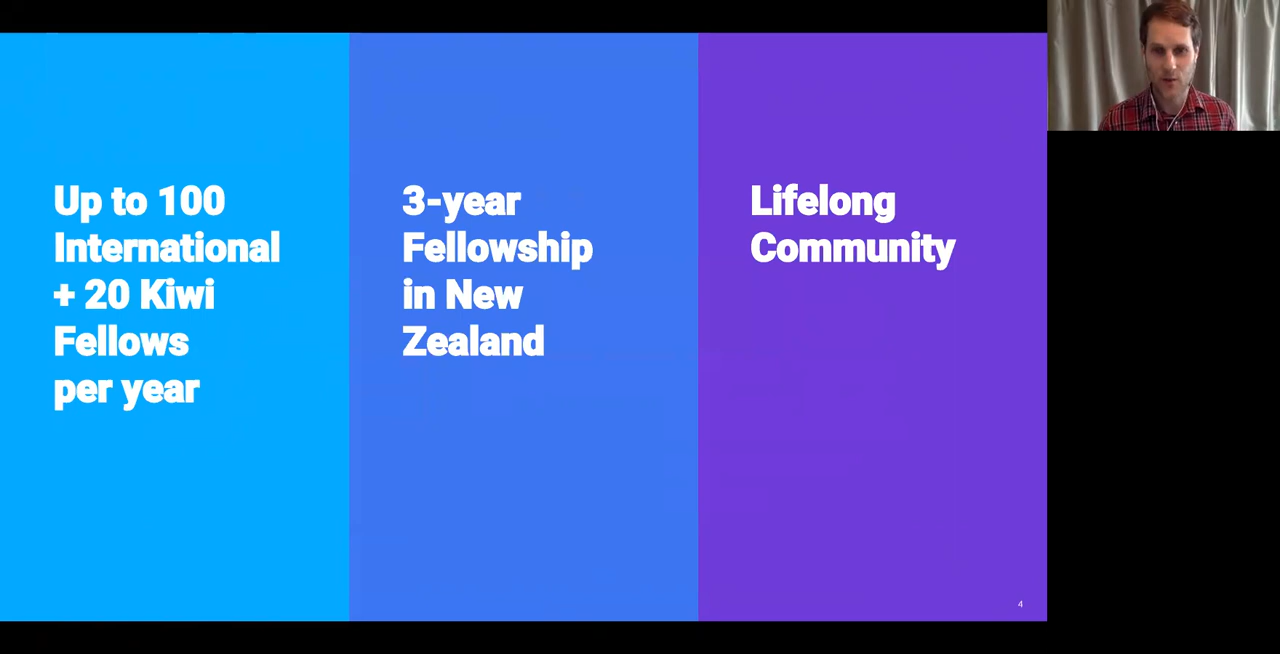 Up to 100
International
+ 20 Kiwi
Fellows
per year
3-year
Fellowship
in New
Zealand
Lifelong
Community
4